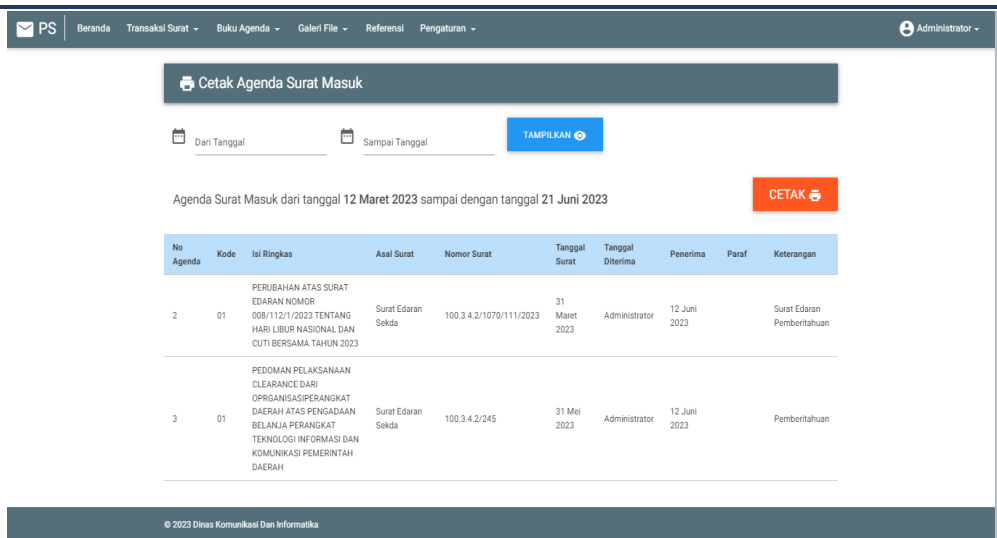 PS Beranda Transaksi Surat Buku Agenda Galeri File Referensi Pengaturan Administrator
Cetak Agenda Surat Masuk
Dari Tanggal Sampai Tanggal TAMPILKAN
Agenda Surat Masuk dari tanggal 12 Maret 2023 sampai dengan tanggal 21 Juni 2023 CETAK
No Agenda Kode Isi Ringkas Asal Surat Nomor Surat Tanggal Surat Tanggal Diterima Penerima Paraf Keterangan
2 01
PERUBAHAN ATAS SURAT
EDARAN NOMOR
008/112/1/2023 TENTANG
HARI LIBUR NASIONAL DAN
CUTI BERSAMA TAHUN 2023
Surat Edaran
Sekda
100.3.4.2/1070/111/2023
31
Maret
2023
Administrator
12 Juni
2023
Surat Edaran
Pemberitahuan
3 01
PEDOMAN PELAKSANAAN
CLEARANCE DARI
OPRGANISASIPERANGKAT
DAERAH ATAS PENGADAAN
BELANJA PERANGKAT
TEKNOLOGI INFORMASI DAN
KOMUNIKASI PEMERINTAH
DAERAH
Surat Edaran
Sekda
100.3.4.2/245
31 Mei
2023
Administrator
12 Juni
2023
Pemberitahuan
© 2023 Dinas Komunikasi Dan Informatika